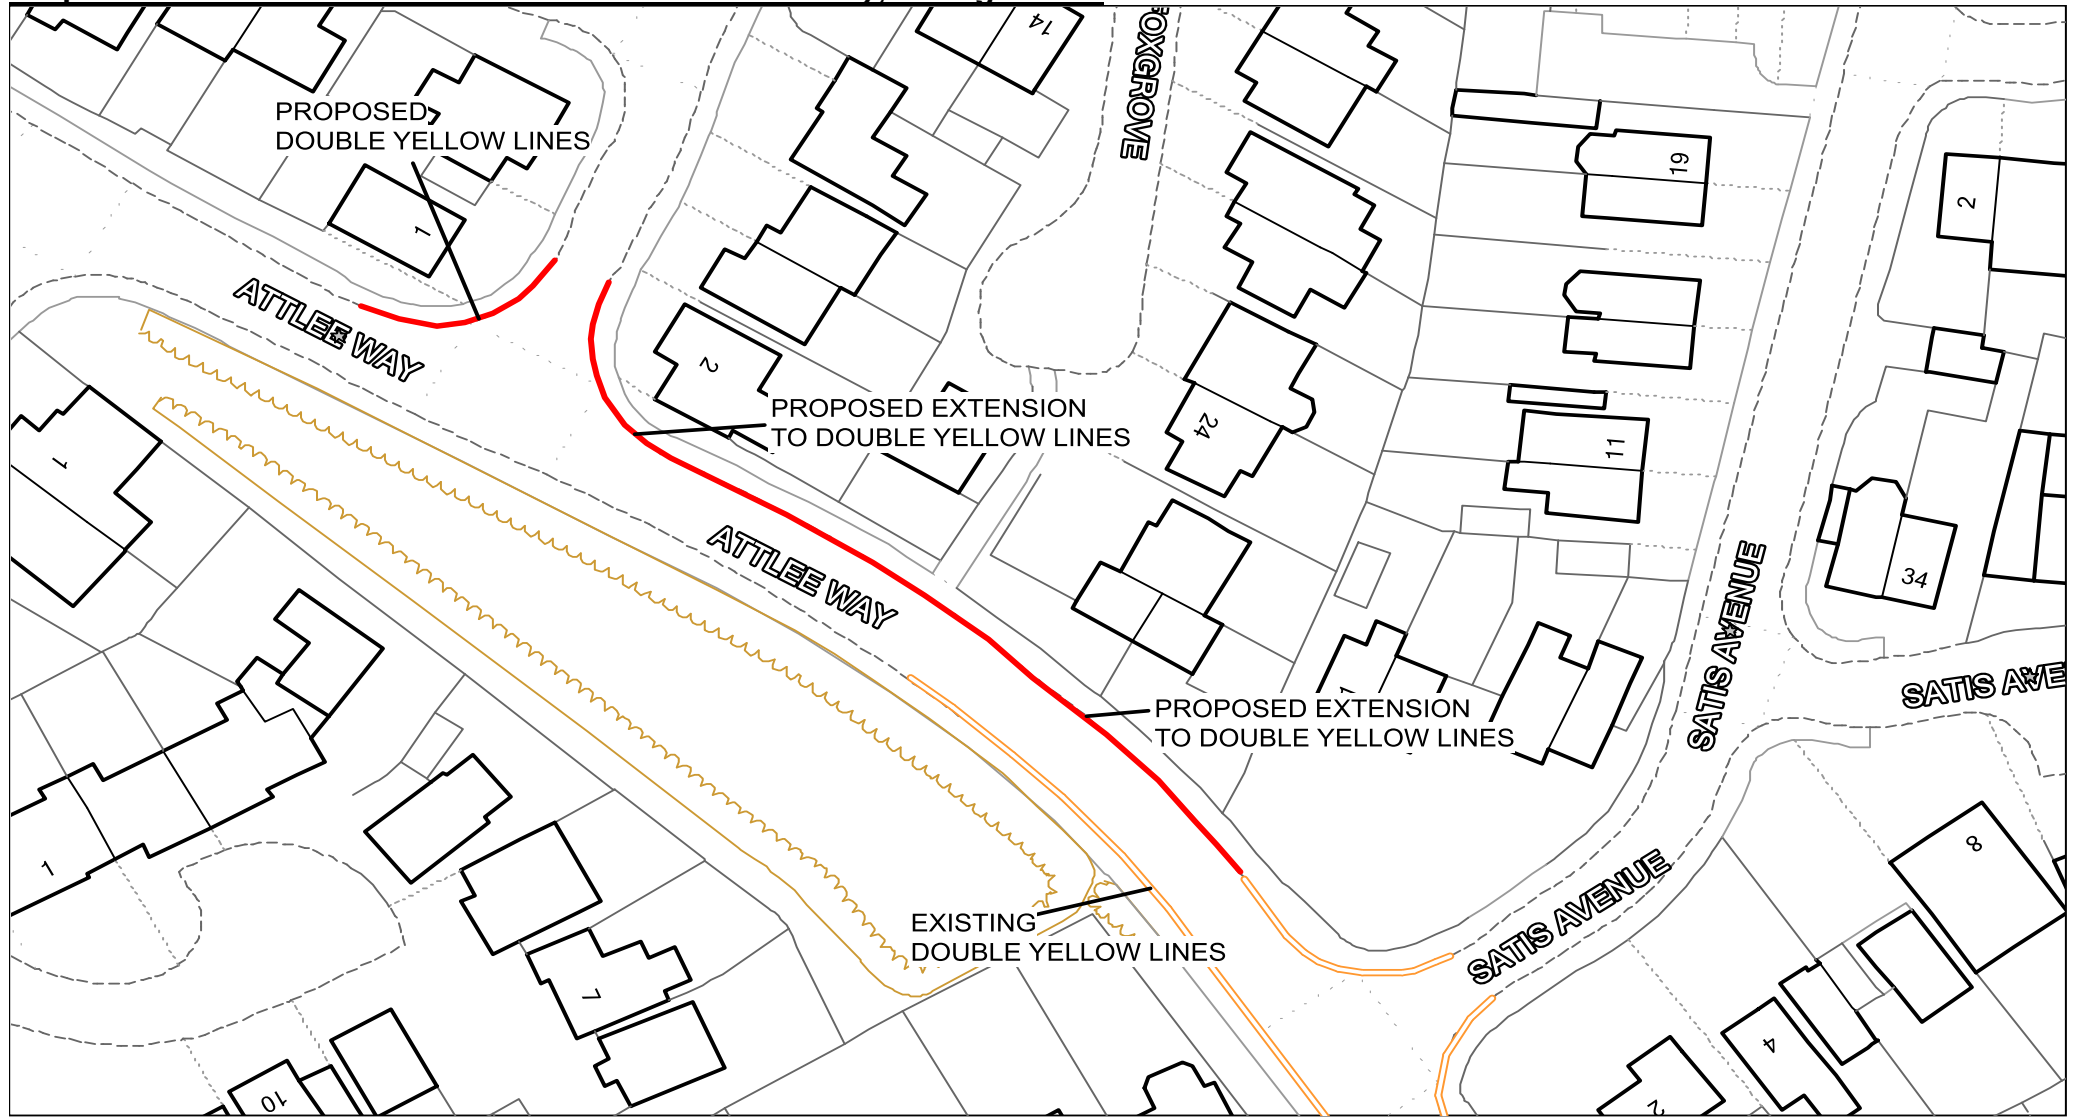 14
FOXGROVE
PROPOSED
DOUBLE YELLOW LINES
19
2
1
ATTLEE WAY
2
PROPOSED EXTENSION
TO DOUBLE YELLOW LINES
24
11
1
34
ATTLEE WAY
SATIS AVENUE
SATIS AVE
1
PROPOSED EXTENSION
TO DOUBLE YELLOW LINES
8
1
SATIS AVENUE
EXISTING
DOUBLE YELLOW LINES
7
4
10
2